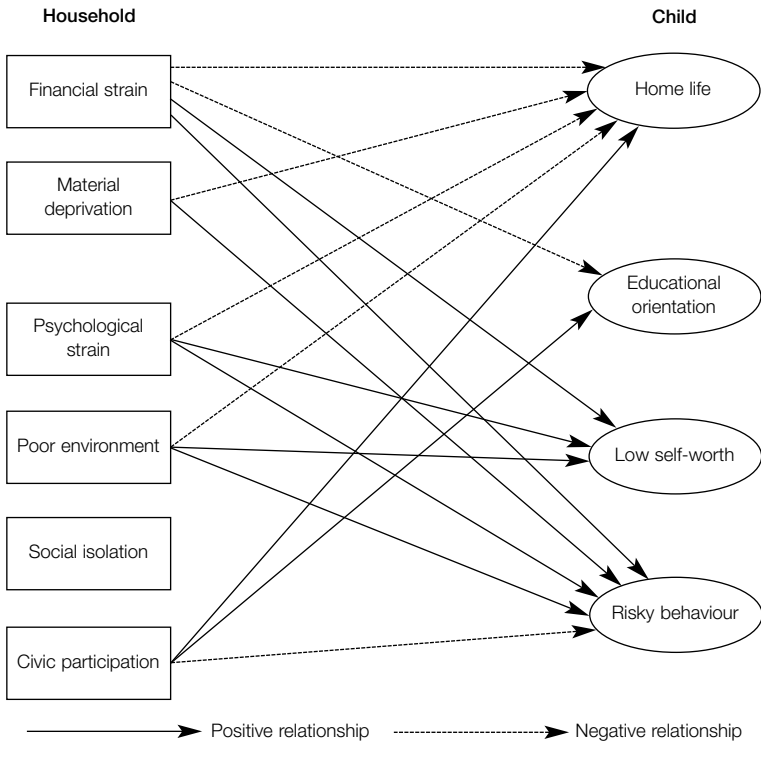 Household
Child
Financial strain
Home life
Material
deprivation
Educational
orientation
Psychological
strain
Poor environment
Low self-worth
Social isolation
Risky behaviour
Civic participation
Positive relationship
Negative relationship